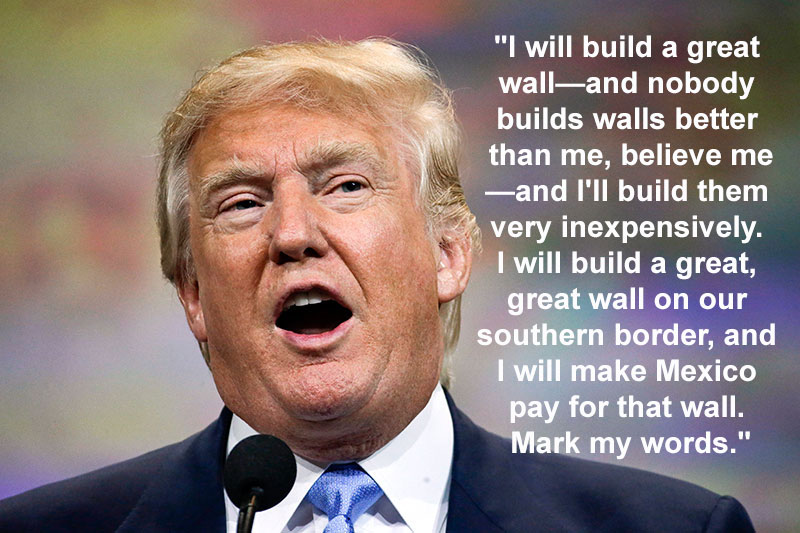 "I will build a great
wall—and nobody
builds walls better
than me, believe me
—and I'll build them
very inexpensively.
I will build a great,
great wall on our
southern border, and
I will make Mexico
pay for that wall.
Mark my words."